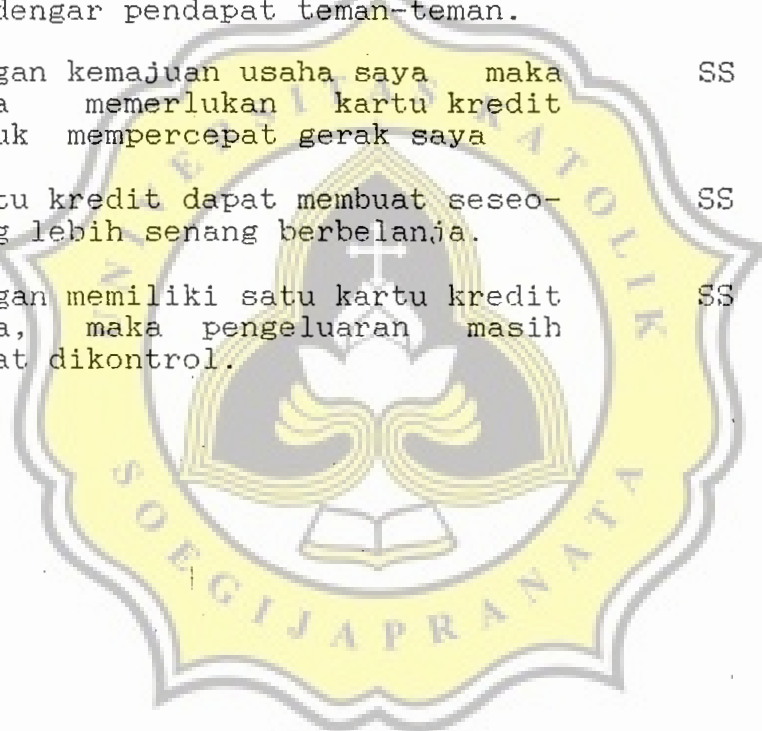 dengar pendapat teman-teman.
gan kemajuan usaha saya maka SS
a memerlukan kartu kredit
uk mempercepat gerak saya
tu kredit dapat membuat seseo- SS
g lebih senang berbelanja.
gan memiliki satu kartu kredit SS
a, maka pengeluaran masih
at dikontrol.
UNIVERSITAS KATOLIK
SOEGIJAPRANATA